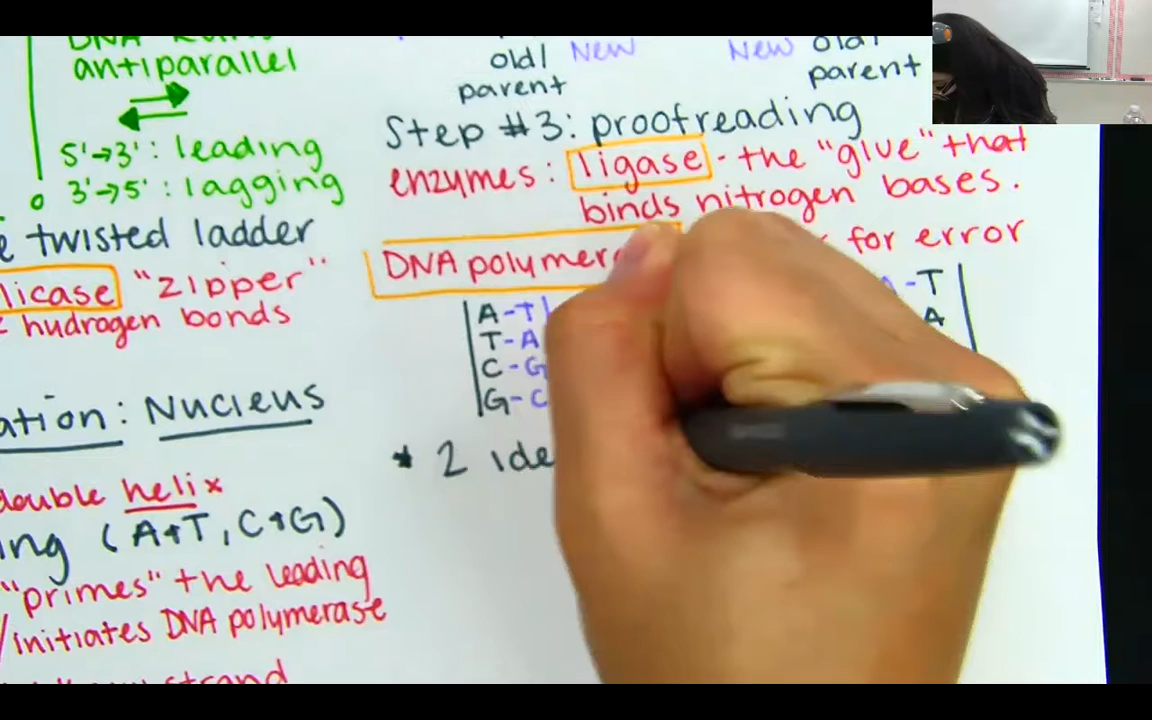 antiparallel
5'→3': leading
3'→5': lagging
twisted ladder
licase "zipper"
hydrogen bonds
ation: Nucleus
double helix
ing (A+T, C+G)
"primes" the leading
/initiates DNA polymerase
strand
old/ New
parent
New old/
parent
Step #3: proofreading
enzymes: ligase - the "glue" that
binds nitrogen bases.
DNA polymer for error
A-T
T-A
C-G
G-C
-T
A
* 2 ide